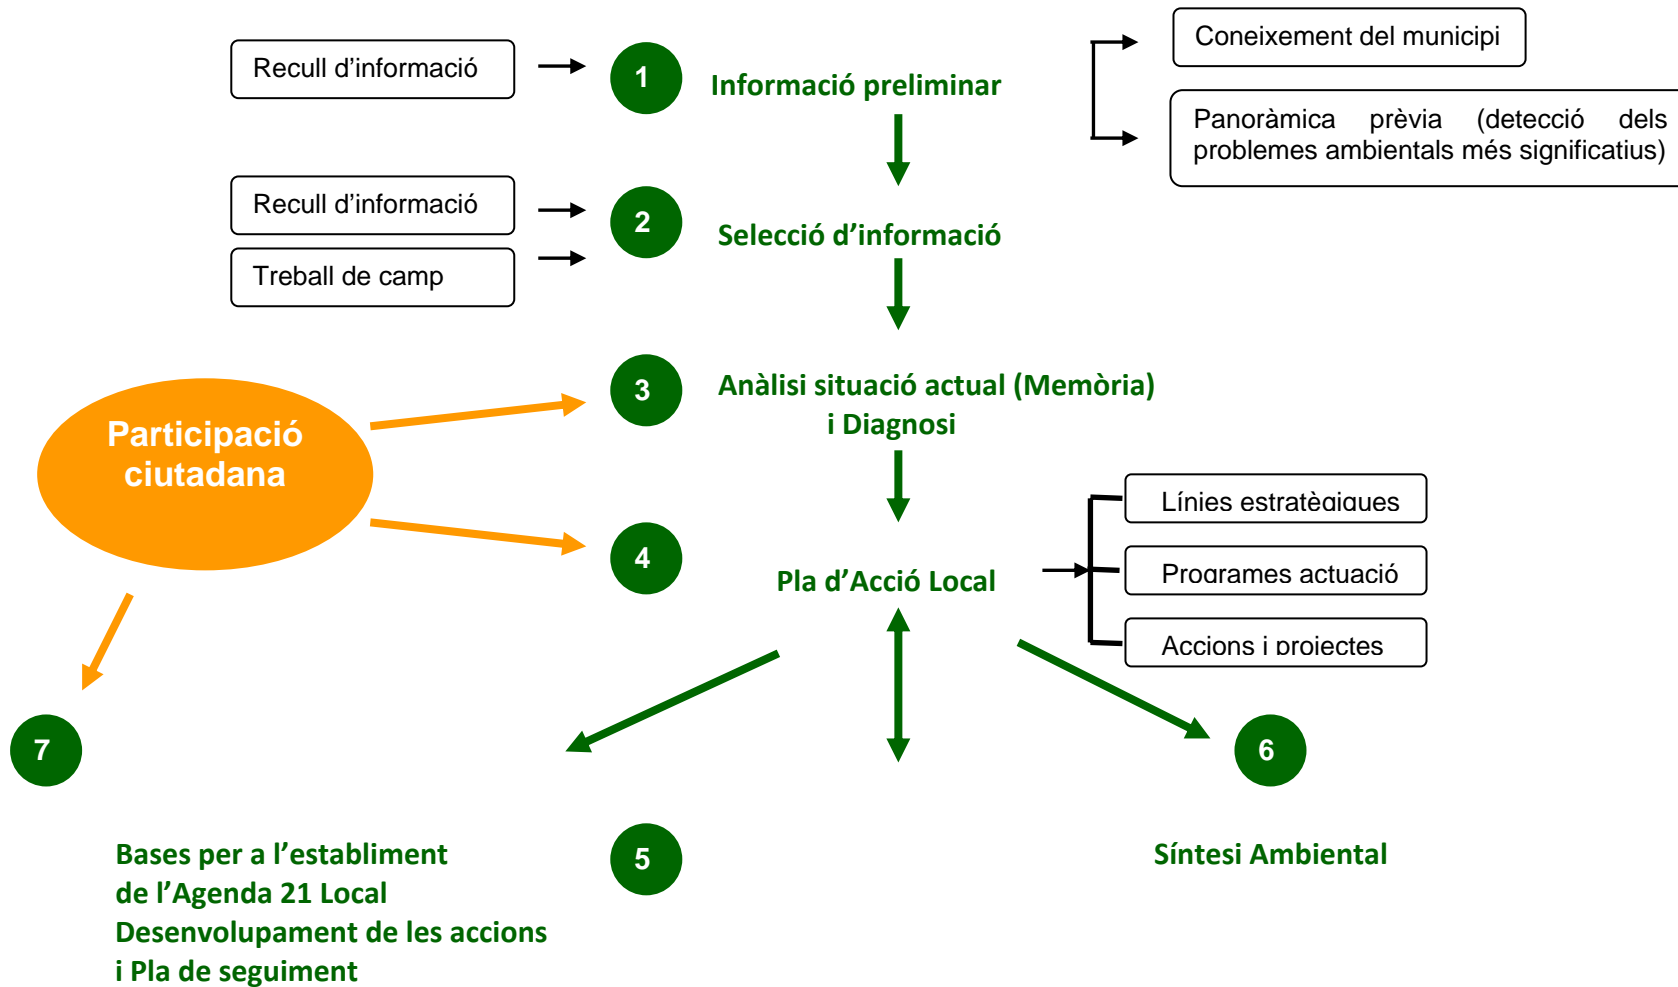 Recull d’informació
1
Informació preliminar
Coneixement del municipi
Panoràmica prèvia (detecció dels
problemes ambientals més significatius)
Recull d’informació
2
Selecció d’informació
Treball de camp
3
Anàlisi situació actual (Memòria)
i Diagnosi
Participació
ciutadana
4
Pla d’Acció Local
Línies estratègiques
Programes actuació
Accions i projectes
7
6
5
Bases per a l’establiment
de l’Agenda 21 Local
Desenvolupament de les accions
i Pla de seguiment
Síntesi Ambiental